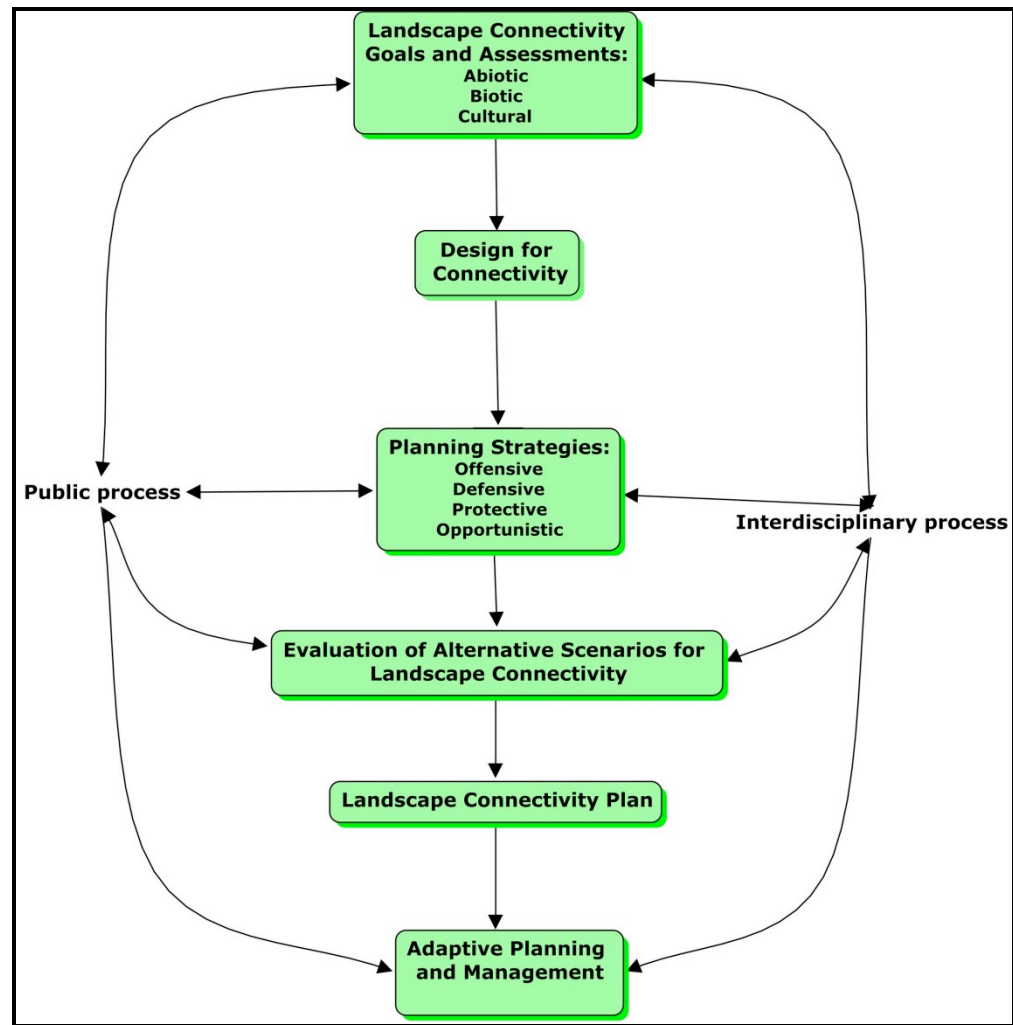 Landscape Connectivity
Goals and Assessments:
Abiotic
Biotic
Cultural
Design for
Connectivity
Planning Strategies:
Offensive
Defensive
Protective
Opportunistic
Public process
Interdisciplinary process
Evaluation of Alternative Scenarios for
Landscape Connectivity
Landscape Connectivity Plan
Adaptive Planning
and Management